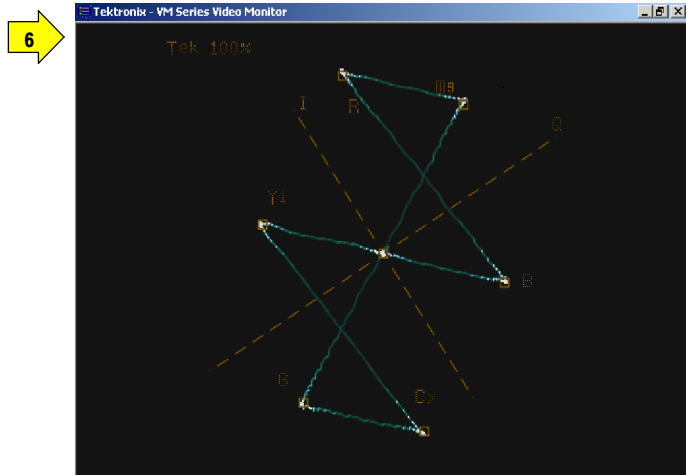 6
Tektronix - VM Series Video Monitor
Tek 100%
Mg
I
R
Q
Yl
B
G
Cy